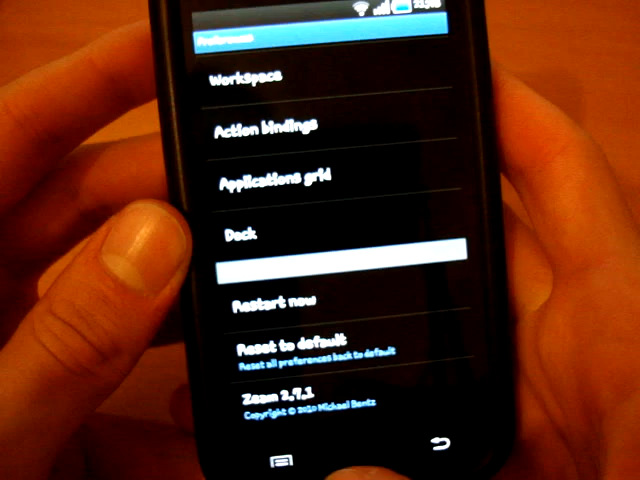 Preferences
Workspace
Action bindings
Applications grid
Dock
Restart now
Reset to default
Reset all preferences back to default
Zeam 2.7.1
Copyright © 2010 Michael Bentz